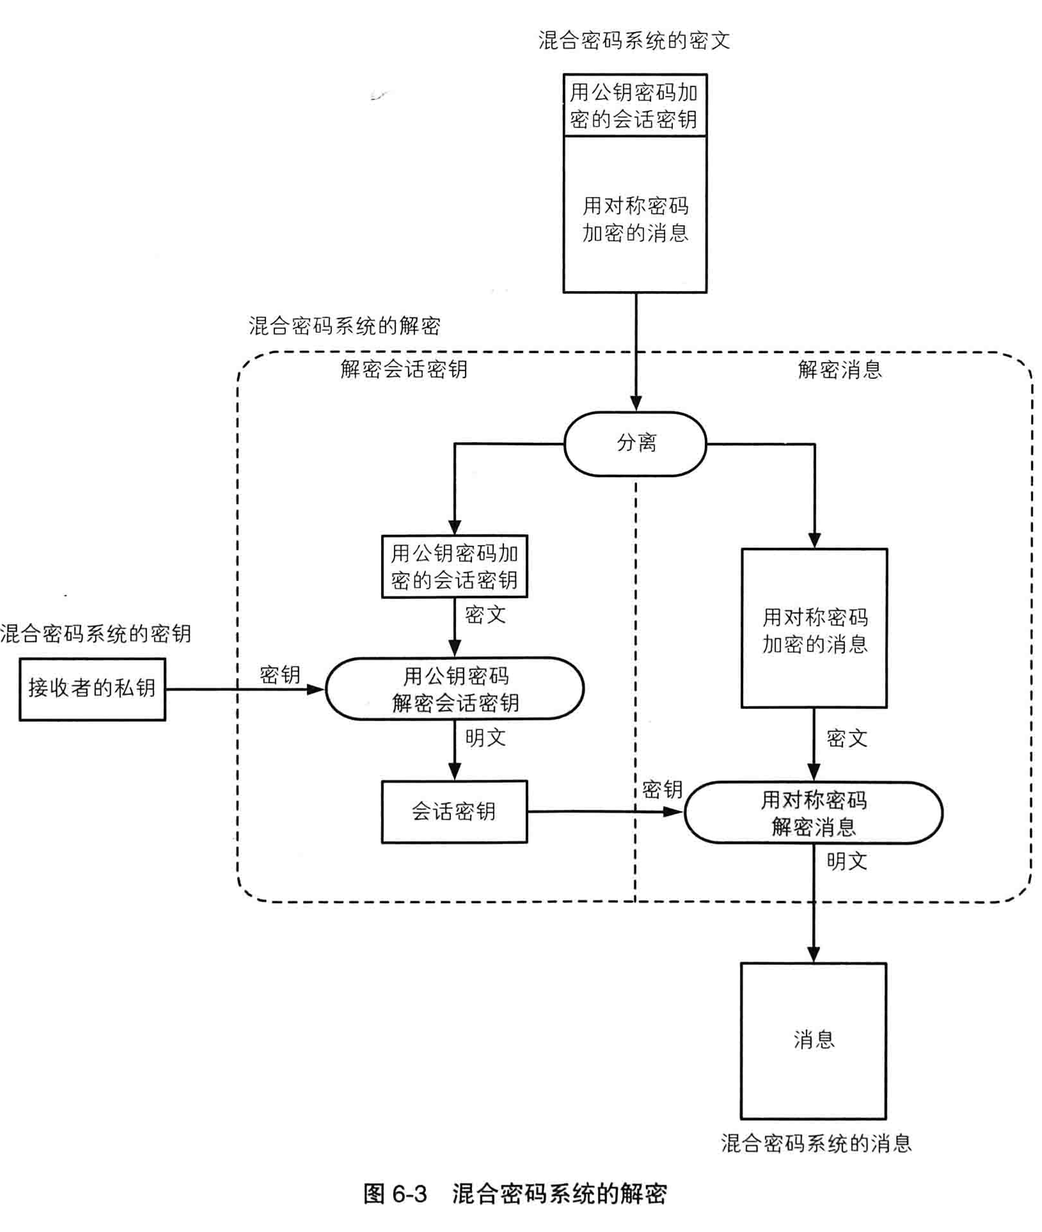 混合密码系统的密文
用公钥密码加
密的会话密钥
用对称密码
加密的消息
混合密码系统的解密
解密会话密钥
解密消息
分离
用公钥密码加
密的会话密钥
密文
用对称密码
加密的消息
混合密码系统的密钥
接收者的私钥
密钥
用公钥密码
解密会话密钥
明文
密文
会话密钥
密钥
用对称密码
解密消息
明文
消息
混合密码系统的消息
图 6-3 混合密码系统的解密